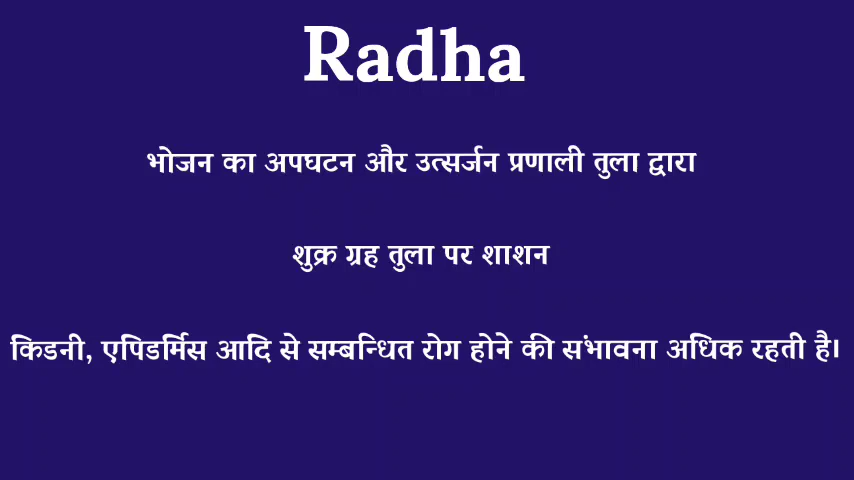 Radha
भोजन का अपघटन और उत्सर्जन प्रणाली तुला द्वारा
शुक्र ग्रह तुला पर शाशन
किडनी, एपिडर्मिस आदि से सम्बन्धित रोग होने की संभावना अधिक रहती है।